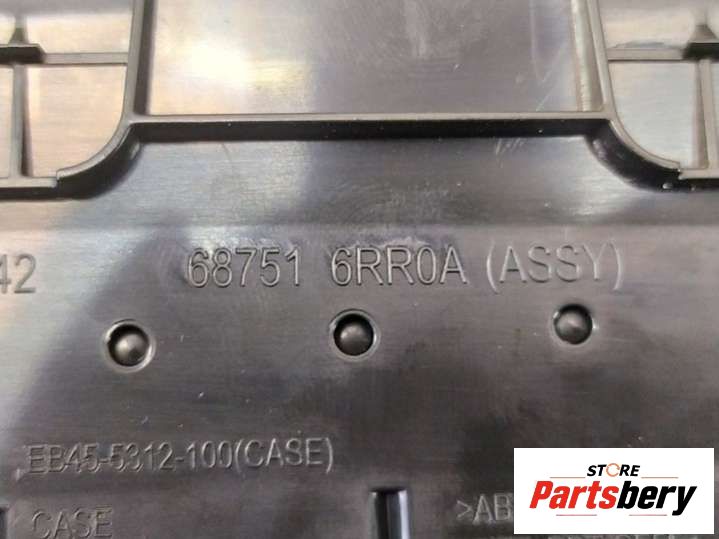 42 68751 6RR0A (ASSY)
EB45-5312-100(CASE)
CASE >AB
STORE
Partsbery